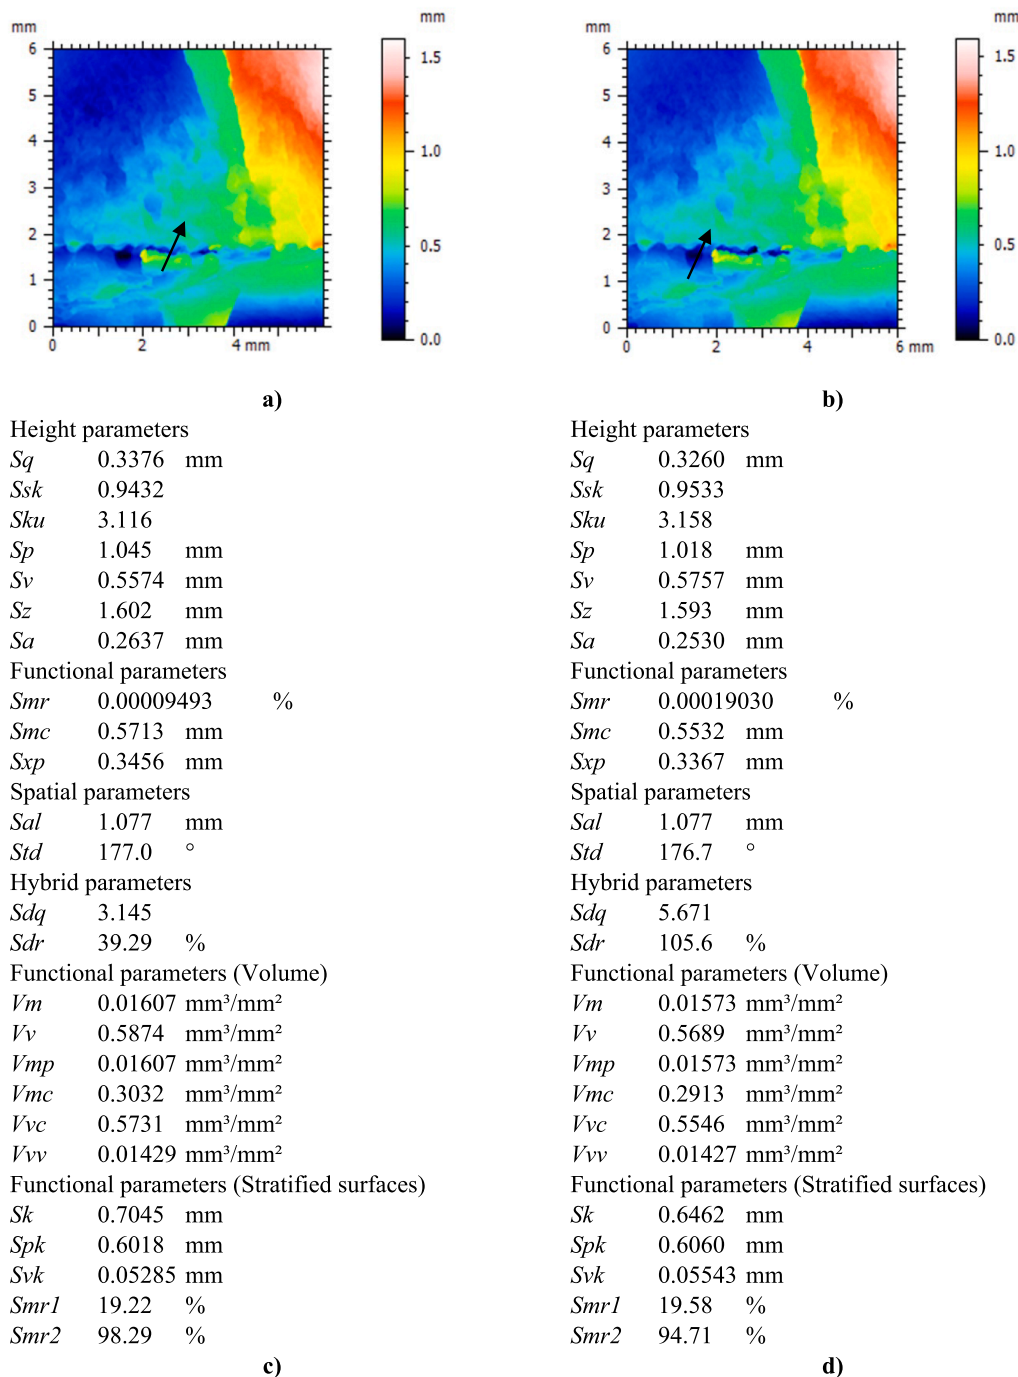 mm
mm
6
5
4
3
2
1
0
0
2
4 mm
1.5
1.0
0.5
0.0
a)
mm
mm
6
5
4
3
2
1
0
0
2
4
6 mm
1.5
1.0
0.5
0.0
b)
Height parameters
Sq 0.3376 mm
Ssk 0.9432
Sku 3.116
Sp 1.045 mm
Sv 0.5574 mm
Sz 1.602 mm
Sa 0.2637 mm
Functional parameters
Smr 0.00009493 %
Smc 0.5713 mm
Sxp 0.3456 mm
Spatial parameters
Sal 1.077 mm
Std 177.0 °
Hybrid parameters
Sdq 3.145
Sdr 39.29 %
Functional parameters (Volume)
Vm 0.01607 mm³/mm²
Vv 0.5874 mm³/mm²
Vmp 0.01607 mm³/mm²
Vmc 0.3032 mm³/mm²
Vvc 0.5731 mm³/mm²
Vvv 0.01429 mm³/mm²
Functional parameters (Stratified surfaces)
Sk 0.7045 mm
Spk 0.6018 mm
Svk 0.05285 mm
Smr1 19.22 %
Smr2 98.29 %
c)
Height parameters
Sq 0.3260 mm
Ssk 0.9533
Sku 3.158
Sp 1.018 mm
Sv 0.5757 mm
Sz 1.593 mm
Sa 0.2530 mm
Functional parameters
Smr 0.00019030 %
Smc 0.5532 mm
Sxp 0.3367 mm
Spatial parameters
Sal 1.077 mm
Std 176.7 °
Hybrid parameters
Sdq 5.671
Sdr 105.6 %
Functional parameters (Volume)
Vm 0.01573 mm³/mm²
Vv 0.5689 mm³/mm²
Vmp 0.01573 mm³/mm²
Vmc 0.2913 mm³/mm²
Vvc 0.5546 mm³/mm²
Vvv 0.01427 mm³/mm²
Functional parameters (Stratified surfaces)
Sk 0.6462 mm
Spk 0.6060 mm
Svk 0.05543 mm
Smr1 19.58 %
Smr2 94.71 %
d)